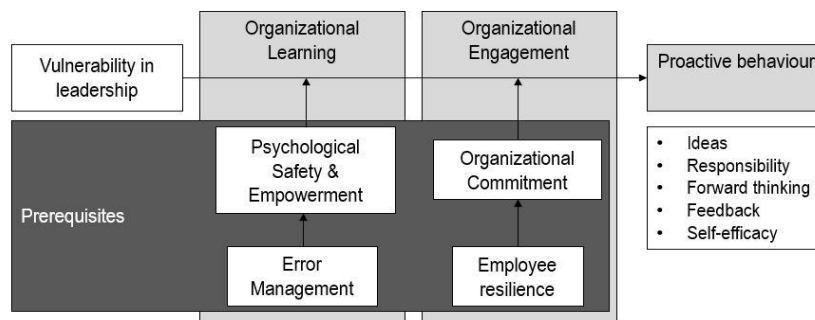 Organizational
Learning
Organizational
Engagement
Vulnerability in
leadership
Proactive behaviour
Psychological
Safety &
Empowerment
Organizational
Commitment
• Ideas
• Responsibility
• Forward thinking
• Feedback
• Self-efficacy
Prerequisites
Error
Management
Employee
resilience